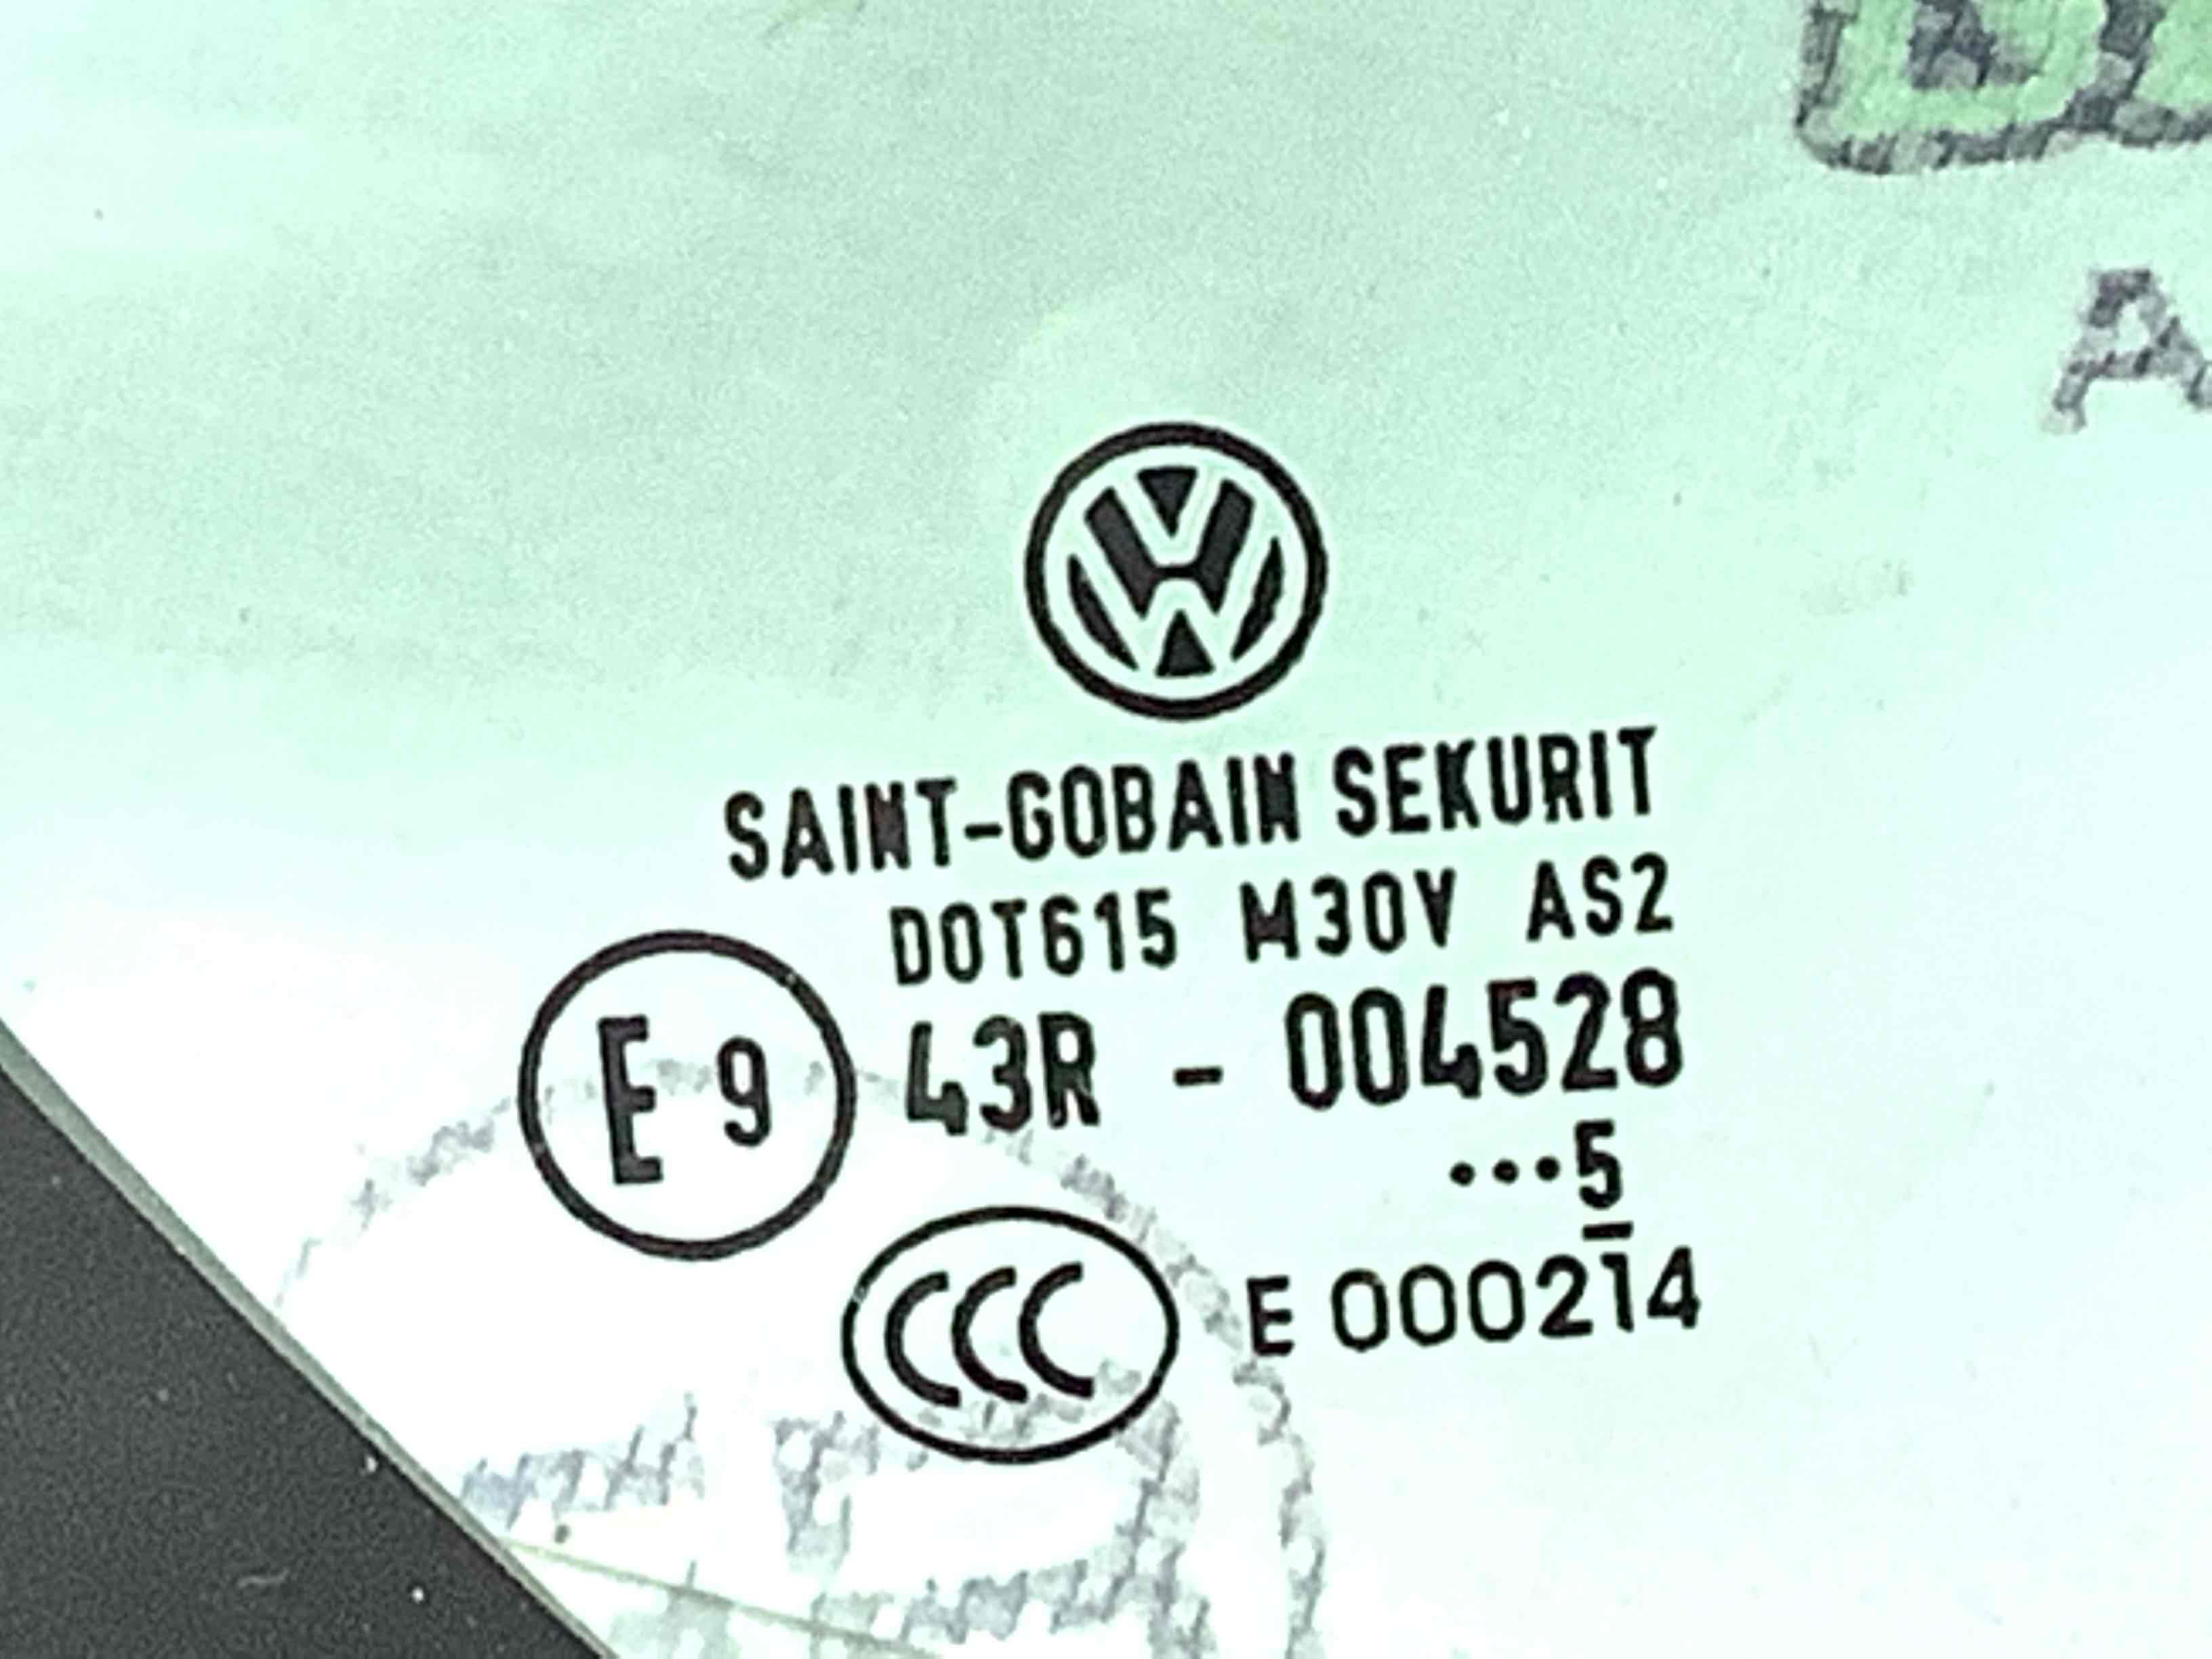 SAINT-GOBAIN SEKURIT
DOT615 M30V AS2
E 9 43R - 004528
...5
CCC E 000214
A